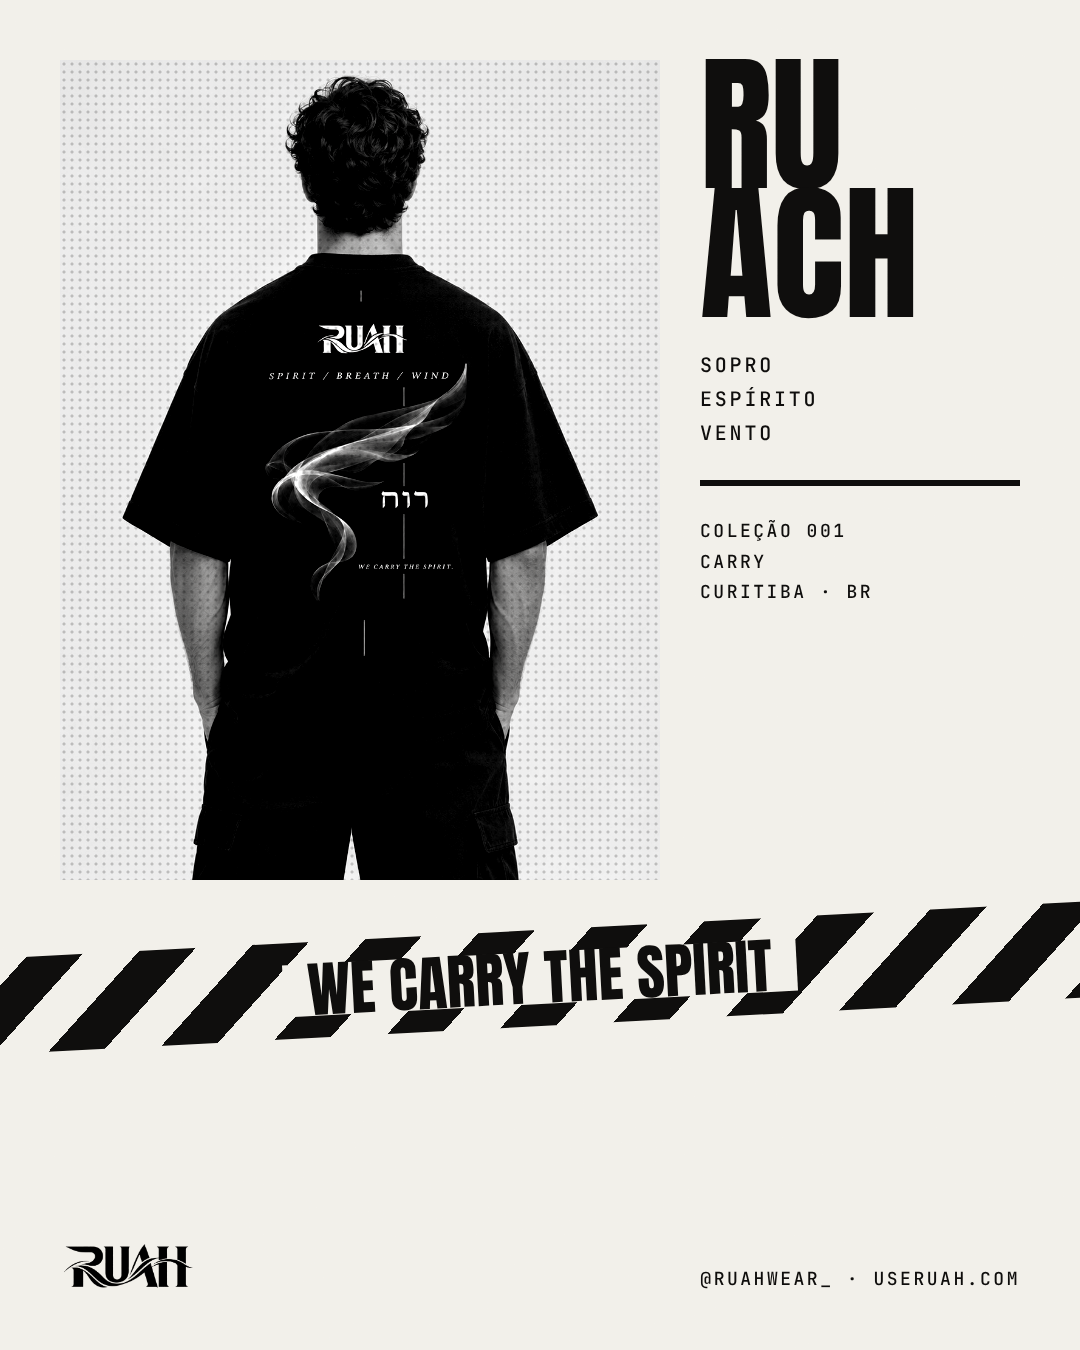 RU
ACH
SOPRO
ESPÍRITO
VENTO
COLEÇÃO 001
CARRY
CURITIBA · BR
RUAH
SPIRIT / BREATH / WIND
רוח
WE CARRY THE SPIRIT.
WE CARRY THE SPIRIT
RUAH
@RUAHWEAR_ · USERUAH.COM